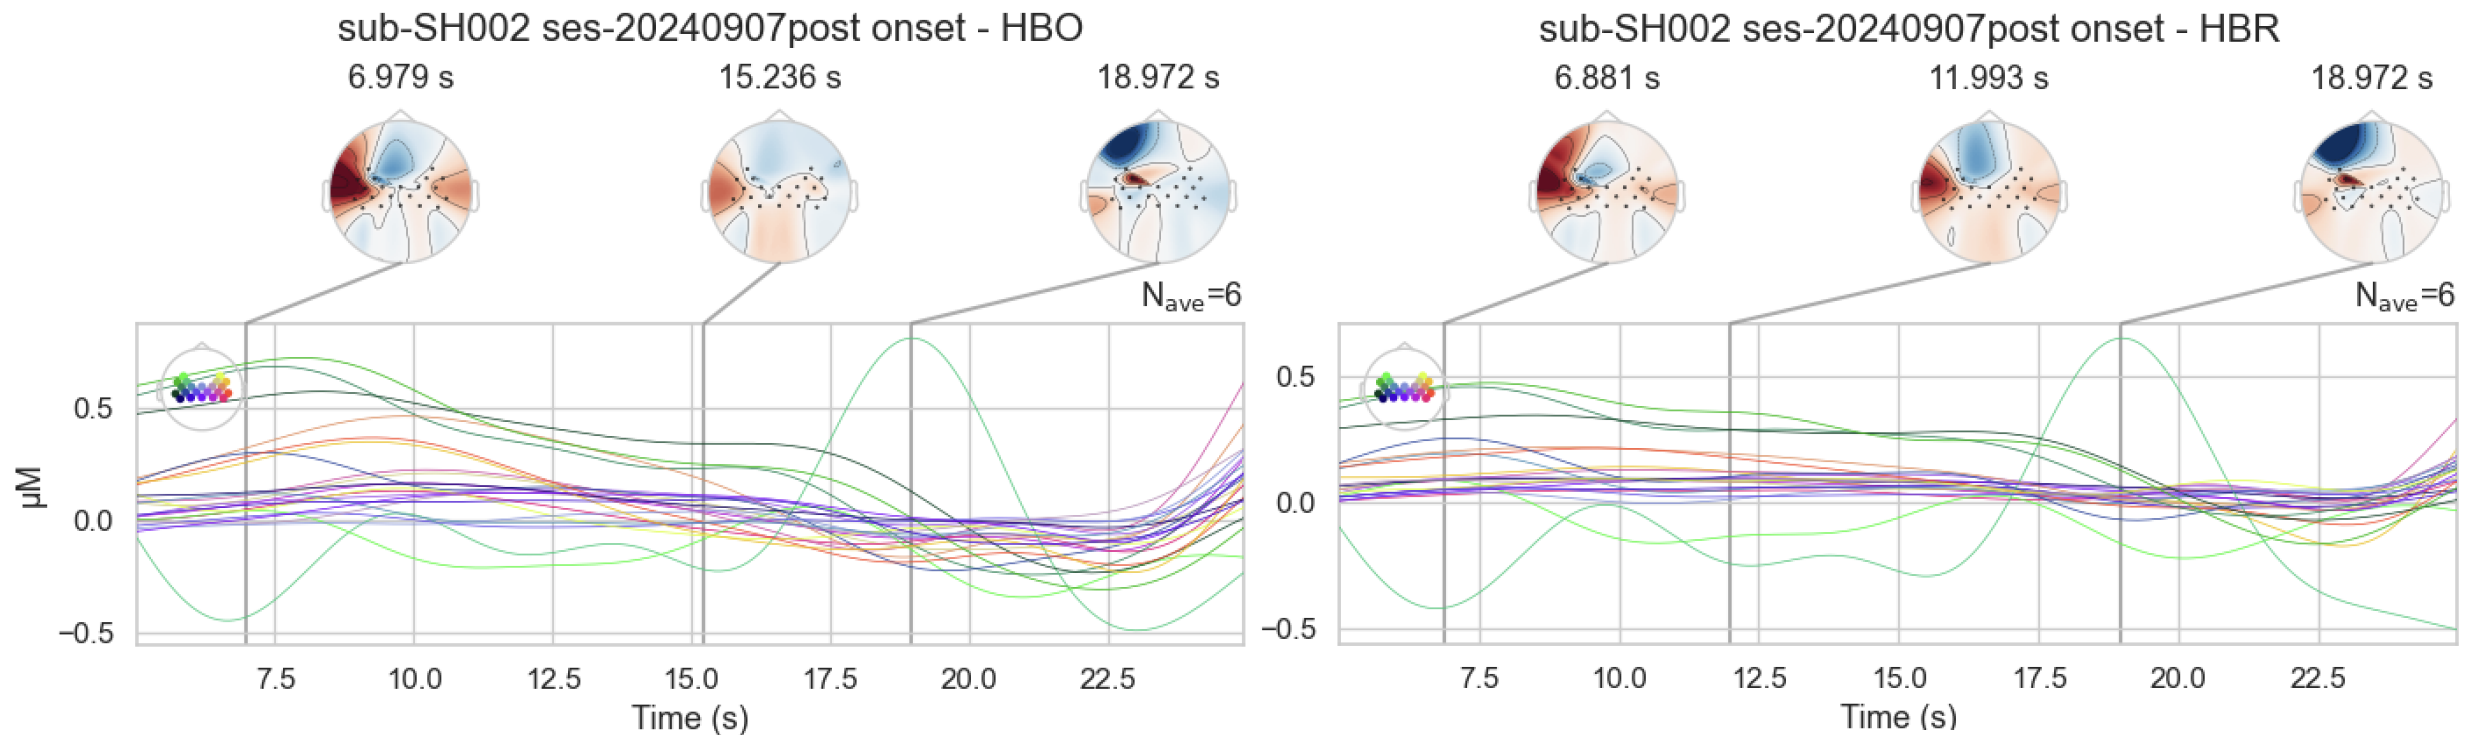 sub-SH002 ses-20240907post onset - HBO
6.979 s 15.236 s 18.972 s
Nave=6
0.5
0.0
−0.5
µM
7.5 10.0 12.5 15.0 17.5 20.0 22.5
Time (s)
sub-SH002 ses-20240907post onset - HBR
6.881 s 11.993 s 18.972 s
Nave=6
0.5
0.0
−0.5
7.5 10.0 12.5 15.0 17.5 20.0 22.5
Time (s)